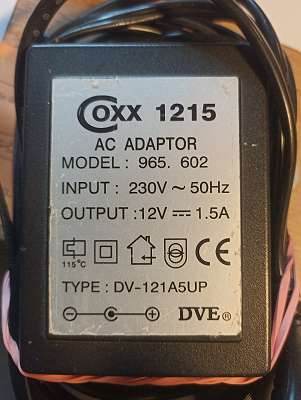 COXX 1215
AC ADAPTOR
MODEL : 965. 602
INPUT : 230V ~ 50Hz
OUTPUT :12V ⎓ 1.5A
115°C
CE
TYPE : DV-121A5UP
DVE®